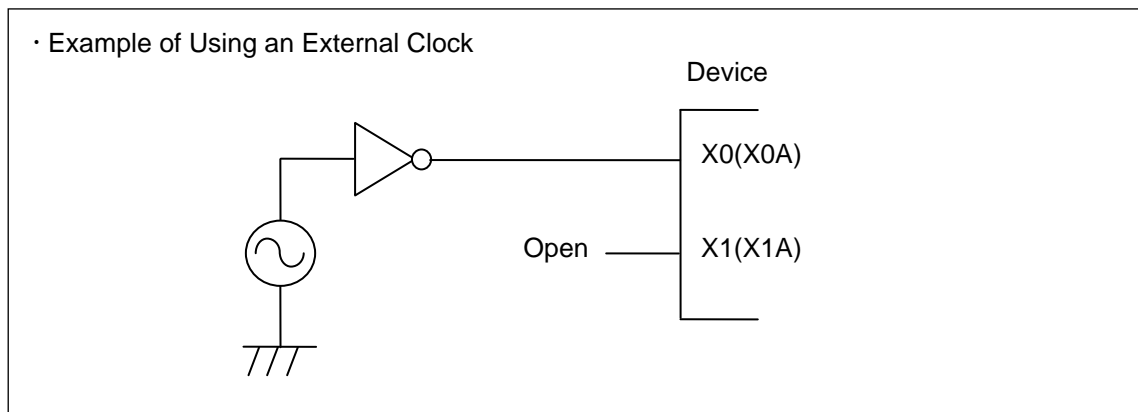 · Example of Using an External Clock
Device
X0(X0A)
Open
X1(X1A)